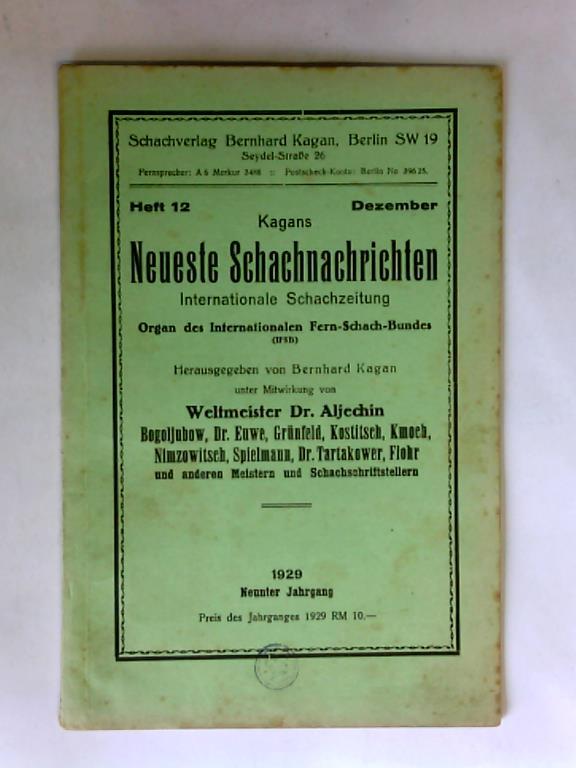 Schachverlag Bernhard Kagan, Berlin SW 19
Seydel-Straße 26
Fernsprecher: A 6 Merkur 3488 :: Postscheck-Konto: Berlin No 39625.
Heft 12 Dezember
Kagans
Neueste Schachnachrichten
Internationale Schachzeitung
Organ des Internationalen Fern-Schach-Bundes
(IFSB)
Herausgegeben von Bernhard Kagan
unter Mitwirkung von
Weltmeister Dr. Aljechin
Bogoljubow, Dr. Euwe, Grünfeld, Kostitsch, Kmoch,
Nimzowitsch, Spielmann, Dr. Tartakower, Flohr
und anderen Meistern und Schachschriftstellern
1929
Neunter Jahrgang
Preis des Jahrganges 1929 RM 10.—